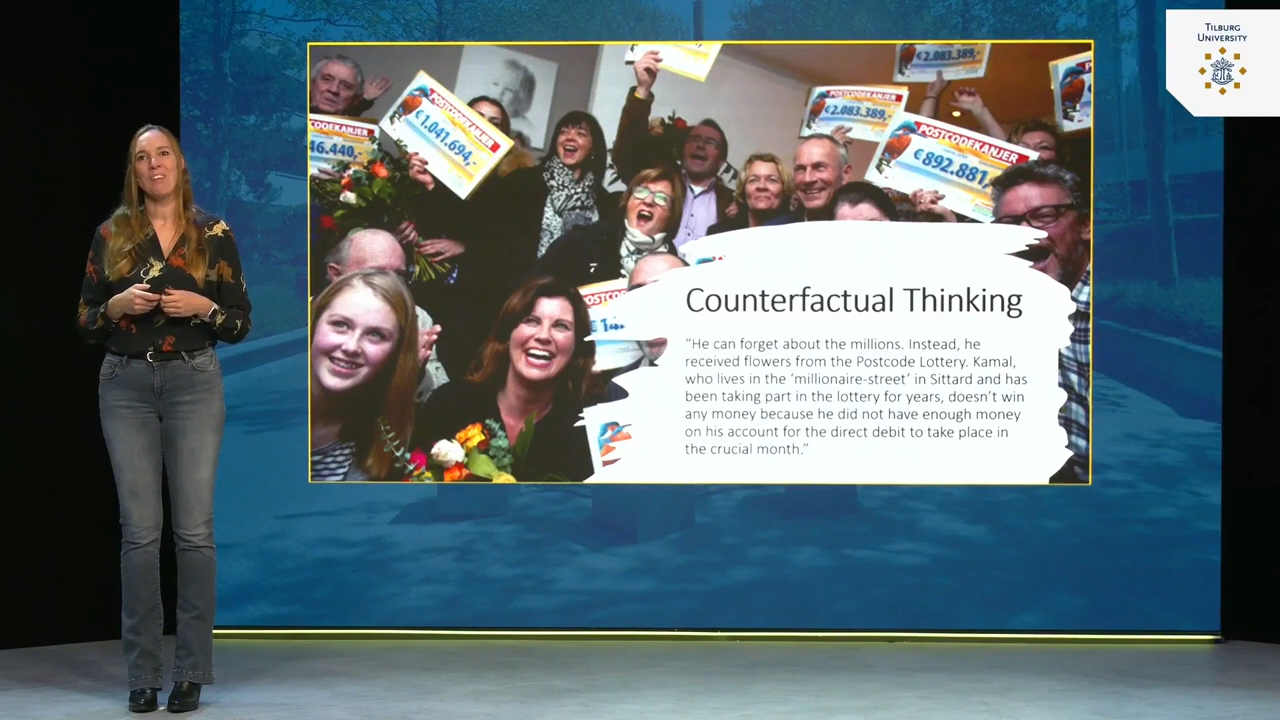 TILBURG
UNIVERSITY
€2.083.389,-
POSTCODEKANJER
€1.041.694,-
POSTCODEKANJER
€2.083.389,-
POSTCODEKANJER
€892.881,
POSTCODEKANJER
46.440,-
Counterfactual Thinking
“He can forget about the millions. Instead, he
received flowers from the Postcode Lottery. Kamal,
who lives in the ‘millionaire-street’ in Sittard and has
been taking part in the lottery for years, doesn’t win
any money because he did not have enough money
on his account for the direct debit to take place in
the crucial month.”